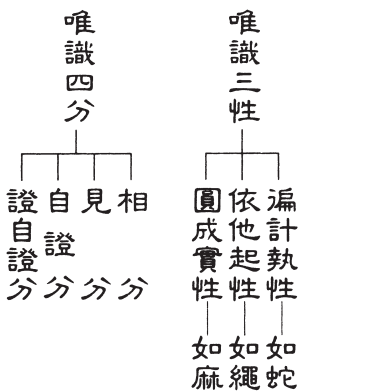 唯識三性
遍計執性
如蛇
依他起性
如繩
圓成實性
如麻
唯識四分
相分
見分
自證分
證自證分